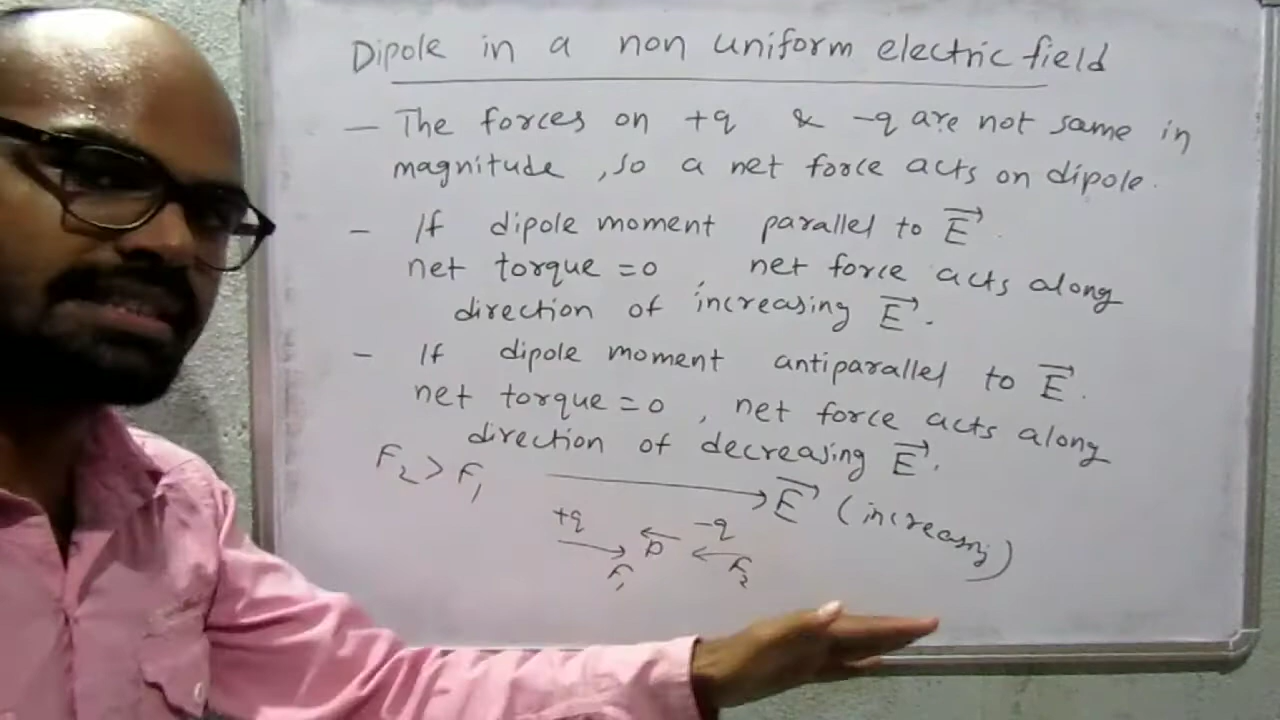 Dipole in a non uniform electric field
— The forces on +q & -q are not same in
magnitude, so a net force acts on dipole.
- If dipole moment parallel to E⃗.
net torque = 0, net force acts along
direction of increasing E⃗.
- If dipole moment antiparallel to E⃗.
net torque = 0, net force acts along
direction of decreasing E⃗.
F₂ > F₁ → E⃗ (increasing)
+q -q
→ ← p ←
F₁ F₂